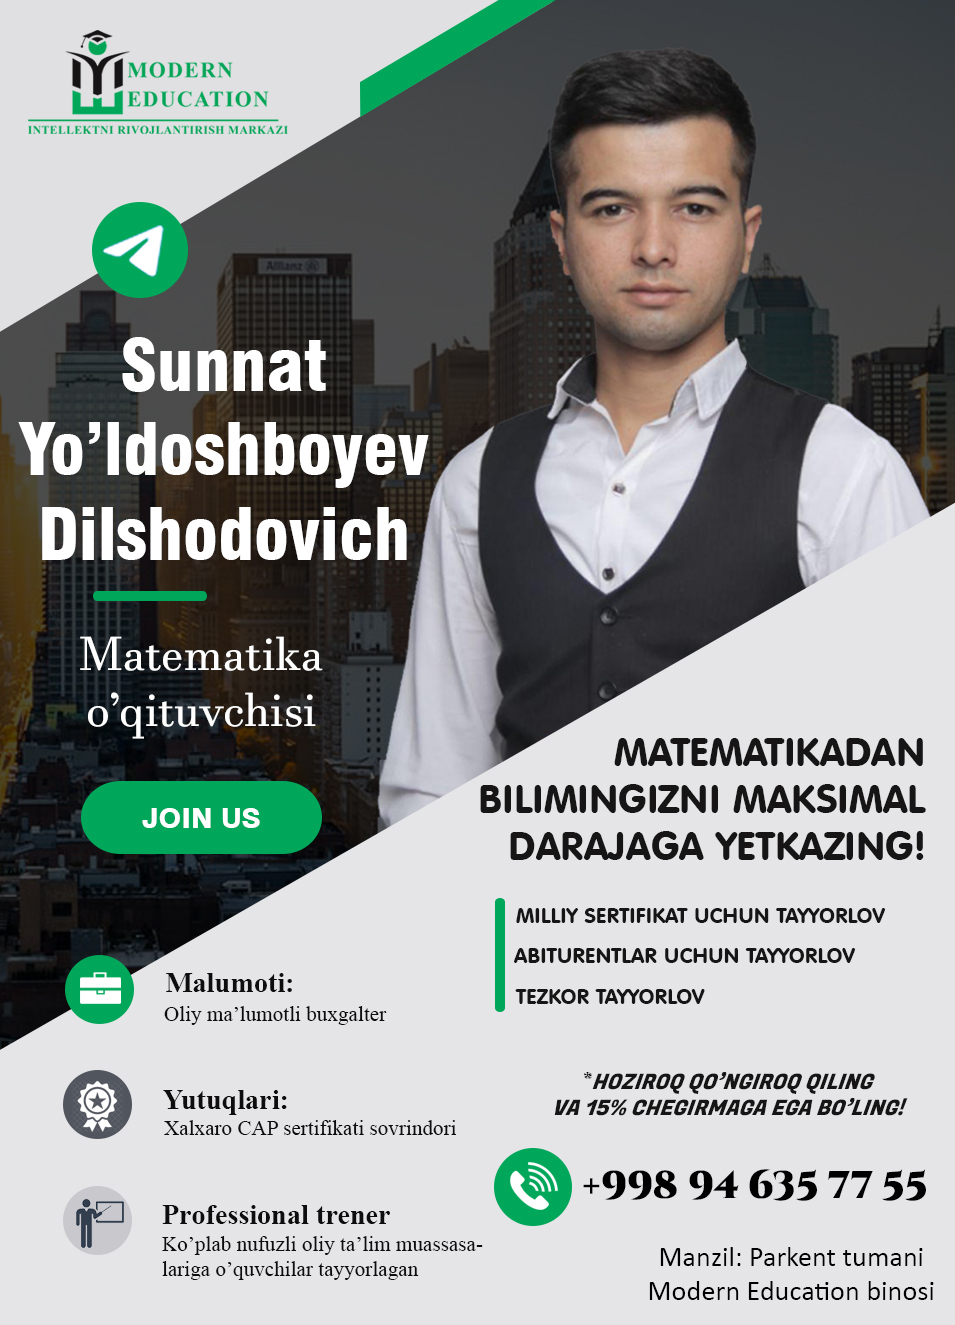 MODERN
EDUCATION
INTELLEKTNI RIVOJLANTIRISH MARKAZI
Allianz
Sunnat
Yo’ldoshboyev
Dilshodovich
Matematika
o’qituvchisi
JOIN US
MATEMATIKADAN
BILIMINGIZNI MAKSIMAL
DARAJAGA YETKAZING!
MILLIY SERTIFIKAT UCHUN TAYYORLOV
ABITURENTLAR UCHUN TAYYORLOV
TEZKOR TAYYORLOV
Malumoti:
Oliy ma’lumotli buxgalter
Yutuqlari:
Xalxaro CAP sertifikati sovrindori
Professional trener
Ko’plab nufuzli oliy ta’lim muassasa-
lariga o’quvchilar tayyorlagan
*HOZIROQ QO’NGIROQ QILING
VA 15% CHEGIRMAGA EGA BO’LING!
+998 94 635 77 55
Manzil: Parkent tumani
Modern Education binosi